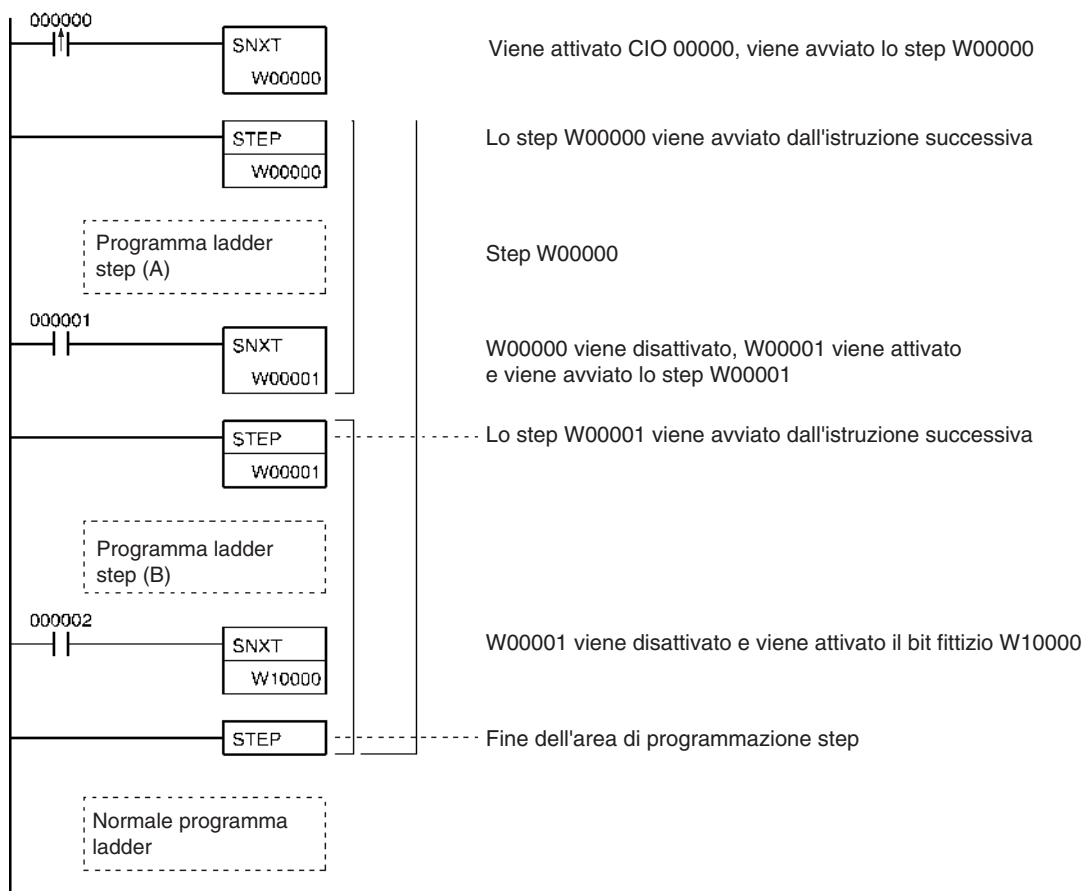 000000
SNXT
W00000
Viene attivato CIO 00000, viene avviato lo step W00000
STEP
W00000
Lo step W00000 viene avviato dall'istruzione successiva
Programma ladder
step (A)
Step W00000
000001
SNXT
W00001
W00000 viene disattivato, W00001 viene attivato
e viene avviato lo step W00001
STEP
W00001
Lo step W00001 viene avviato dall'istruzione successiva
Programma ladder
step (B)
000002
SNXT
W10000
W00001 viene disattivato e viene attivato il bit fittizio W10000
STEP
Fine dell'area di programmazione step
Normale programma
ladder